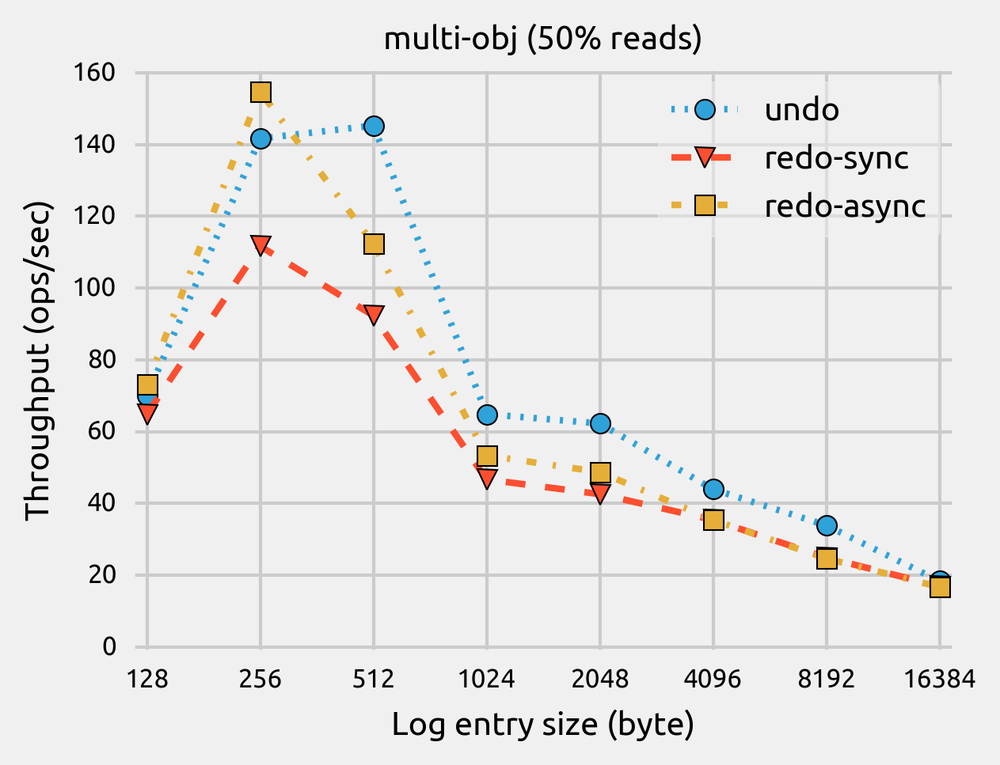 multi-obj (50% reads)
160
140
120
100
80
60
40
20
0
Throughput (ops/sec)
undo
redo-sync
redo-async
128 256 512 1024 2048 4096 8192 16384
Log entry size (byte)